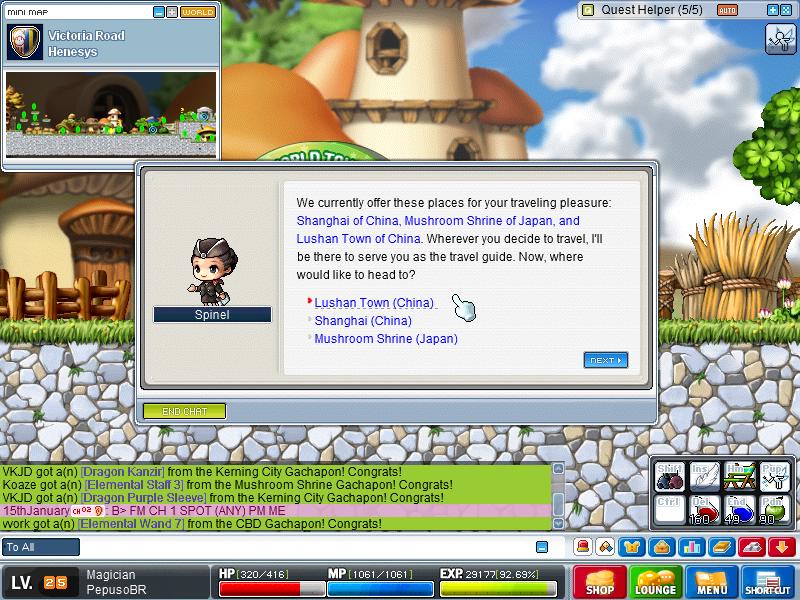 MINI MAP
WORLD
Victoria Road
Henesys
Quest Helper (5/5)
AUTO
WORLD TO
We currently offer these places for your traveling pleasure:
Shanghai of China, Mushroom Shrine of Japan, and
Lushan Town of China. Wherever you decide to travel, I'll
be there to serve you as the travel guide. Now, where
would like to head to?
Lushan Town (China)
Shanghai (China)
Mushroom Shrine (Japan)
Spinel
NEXT
END CHAT
VKJD got a(n) [Dragon Kanzir] from the Kerning City Gachapon! Congrats!
Koaze got a(n) [Elemental Staff 3] from the Mushroom Shrine Gachapon! Congrats!
VKJD got a(n) [Dragon Purple Sleeve] from the Kerning City Gachapon! Congrats!
15thJanuary CH 02 : B> FM CH 1 SPOT (ANY) PM ME
work got a(n) [Elemental Wand 7] from the CBD Gachapon! Congrats!
Shift Ins Hm Pup
Ctrl Del End Pdn
160 49 90
To All
LV. 25
Magician
PepusoBR
HP[320/416] MP[1061/1061] EXP.29177[92.69%]
SHOP LOUNGE MENU SHORTCUT